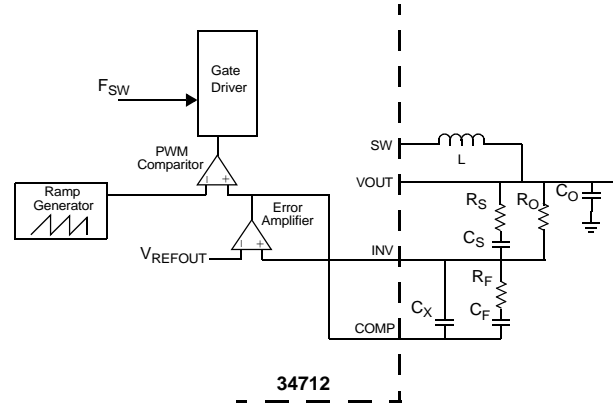 Gate
Driver
FSW
PWM
Comparitor
− +
Ramp
Generator
Error
Amplifier
− +
VREFOUT
SW
L
VOUT
RS
RO
CO
CS
INV
RF
CX
CF
COMP
34712